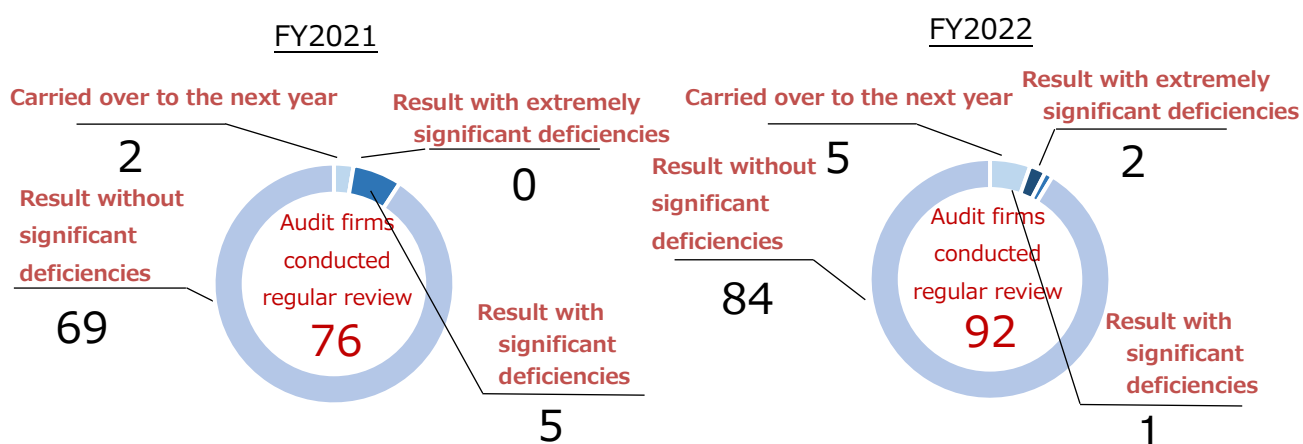 FY2021
Carried over to the next year
2
Result with extremely
significant deficiencies
0
Result without
significant
deficiencies
69
Audit firms
conducted
regular review
76
Result with
significant
deficiencies
5
FY2022
Carried over to the next year
5
Result with extremely
significant deficiencies
2
Result without
significant
deficiencies
84
Audit firms
conducted
regular review
92
Result with
significant
deficiencies
1